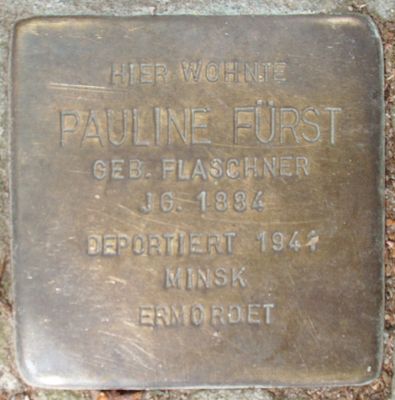 HIER WOHNTE
PAULINE FÜRST
GEB. FLASCHNER
JG. 1884
DEPORTIERT 1941
MINSK
ERMORDET